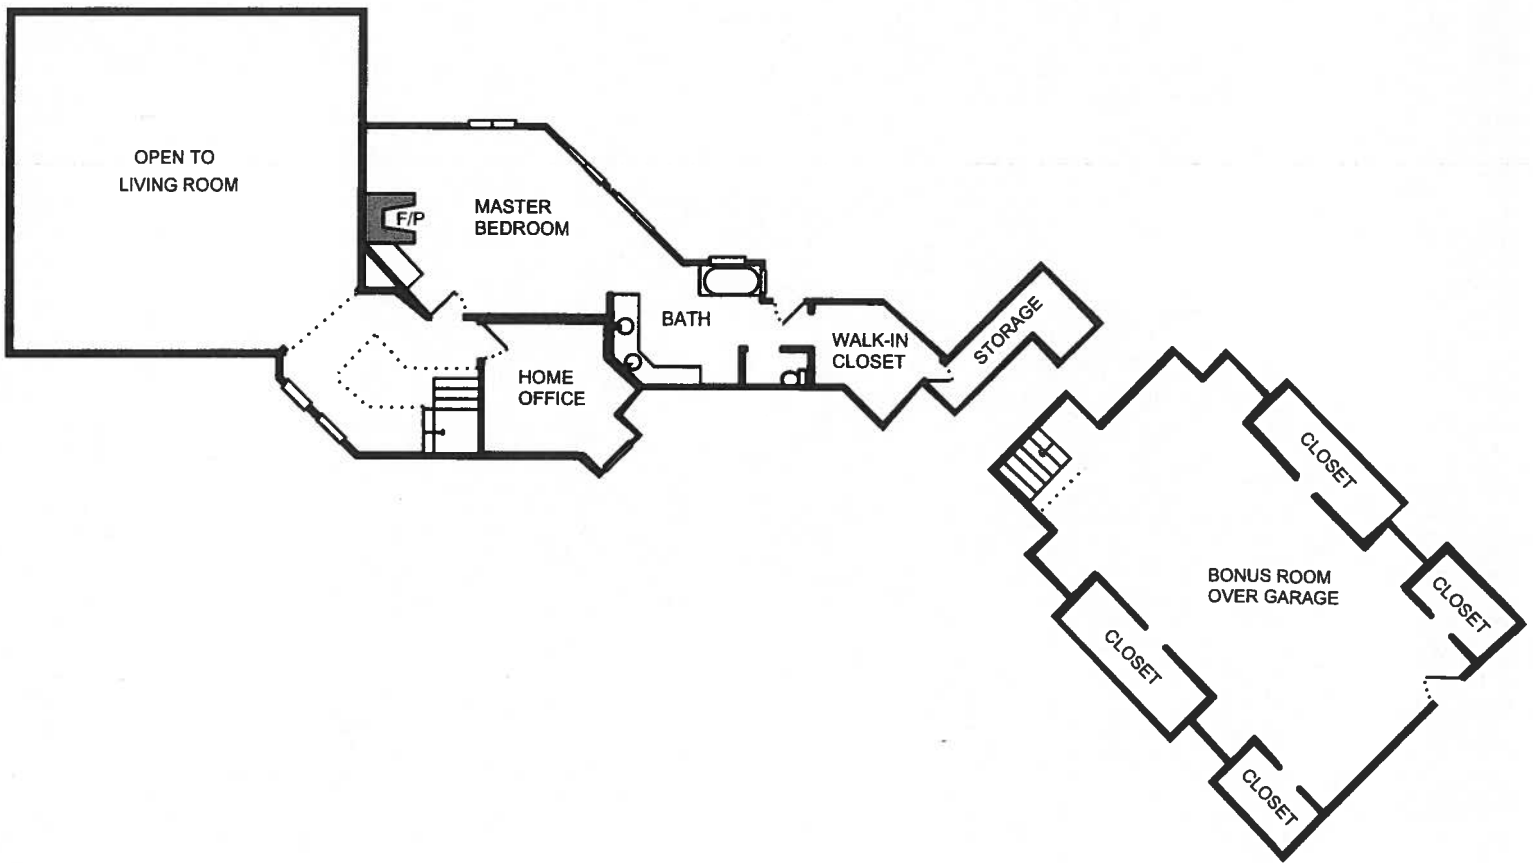 OPEN TO
LIVING ROOM
F/P
MASTER
BEDROOM
BATH
HOME
OFFICE
WALK-IN
CLOSET
STORAGE
CLOSET
CLOSET
BONUS ROOM
OVER GARAGE
CLOSET
CLOSET